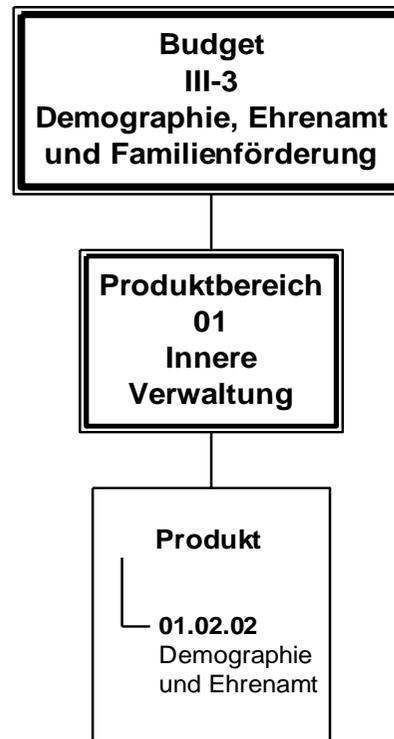 Budget
III-3
Demographie, Ehrenamt
und Familienförderung
Produktbereich
01
Innere
Verwaltung
Produkt
01.02.02
Demographie
und Ehrenamt